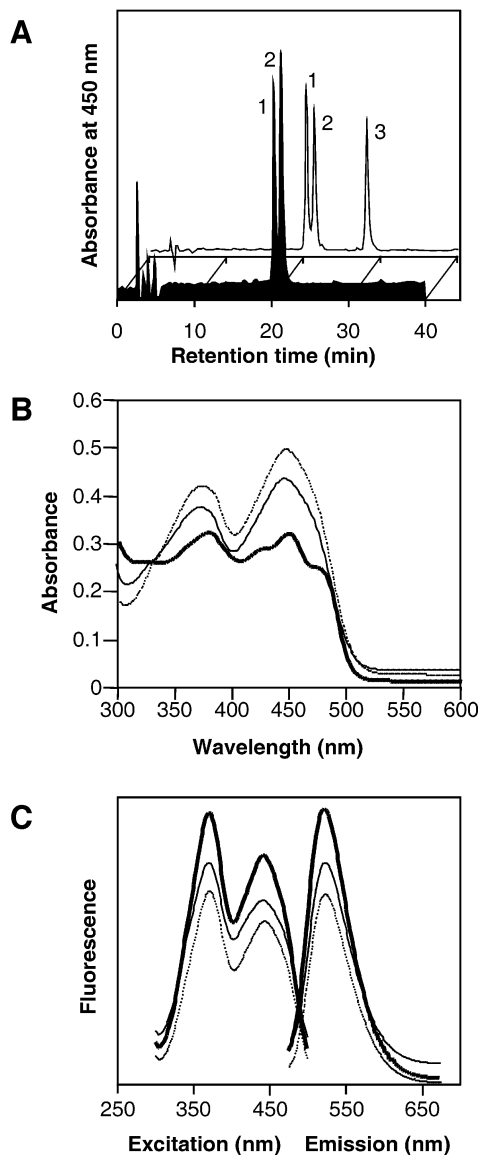 A
Absorbance at 450 nm
2
1
1
2
3
0 10 20 30 40
Retention time (min)
B
0.6
0.5
0.4
0.3
0.2
0.1
0
Absorbance
300 350 400 450 500 550 600
Wavelength (nm)
C
Fluorescence
250 350 450 550 650
Excitation (nm) Emission (nm)